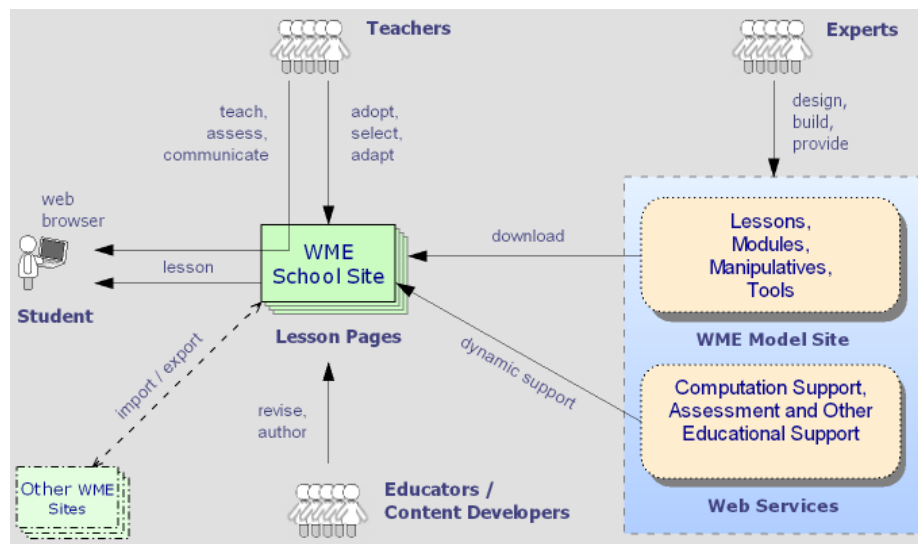 Teachers
Experts
teach,
assess,
communicate
adopt,
select,
adapt
design,
build,
provide
web
browser
Student
lesson
WME
School Site
Lesson Pages
download
Lessons,
Modules,
Manipulatives,
Tools
WME Model Site
dynamic support
Computation Support,
Assessment and Other
Educational Support
Web Services
import / export
revise,
author
Other WME
Sites
Educators /
Content Developers